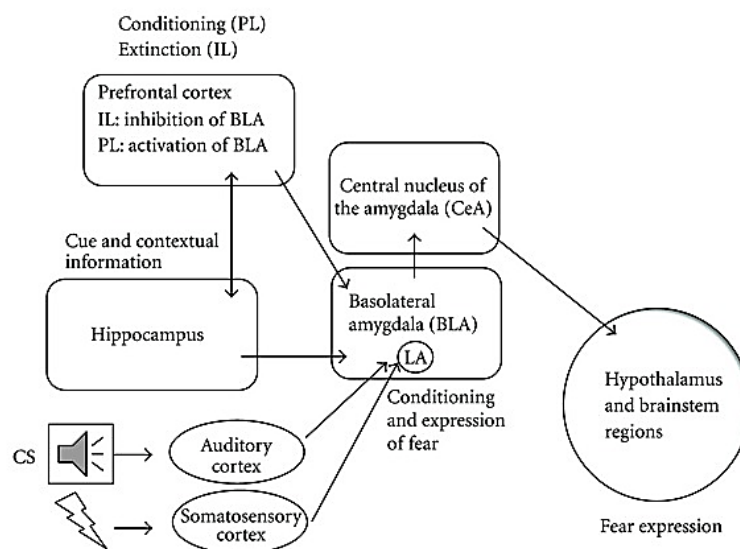 Conditioning (PL)
Extinction (IL)
Prefrontal cortex
IL: inhibition of BLA
PL: activation of BLA
Central nucleus of
the amygdala (CeA)
Cue and contextual
information
Hippocampus
Basolateral
amygdala (BLA)
LA
Conditioning
and expression
of fear
Hypothalamus
and brainstem
regions
CS
Auditory
cortex
Somatosensory
cortex
Fear expression